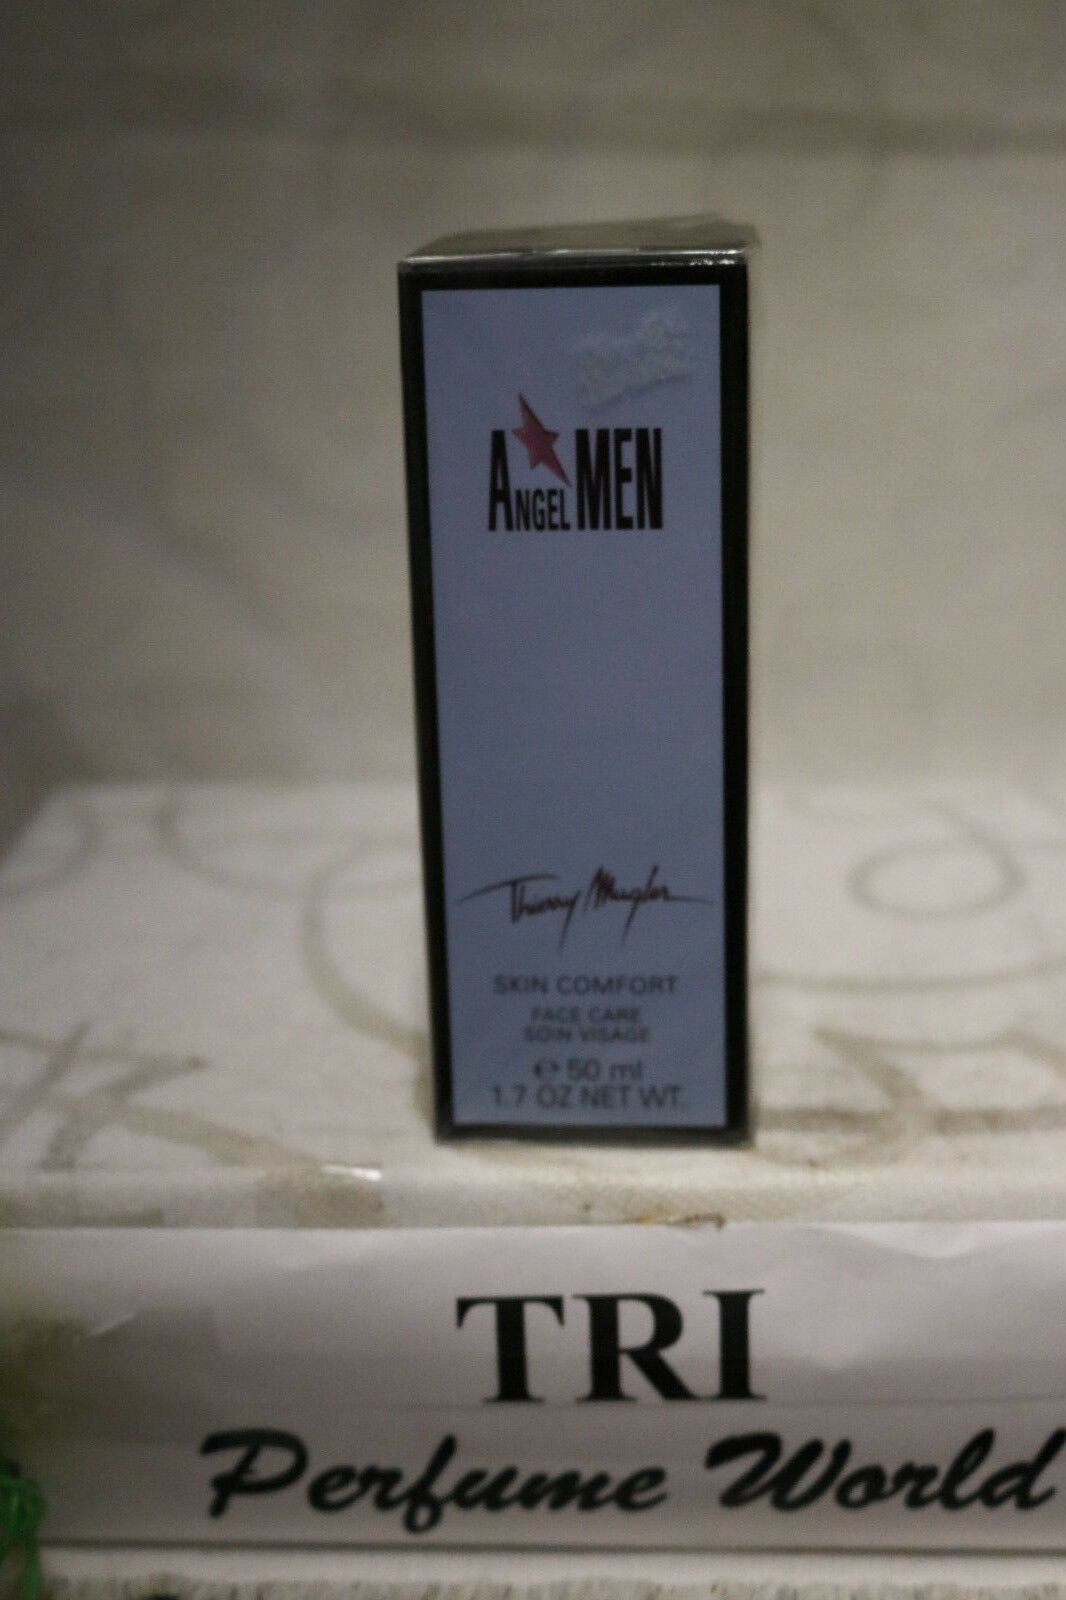 ANGEL MEN
Thierry Mugler
SKIN COMFORT
FACE CARE
SOIN VISAGE
℮ 50 ml
1.7 OZ NET WT.
TRI
Perfume World